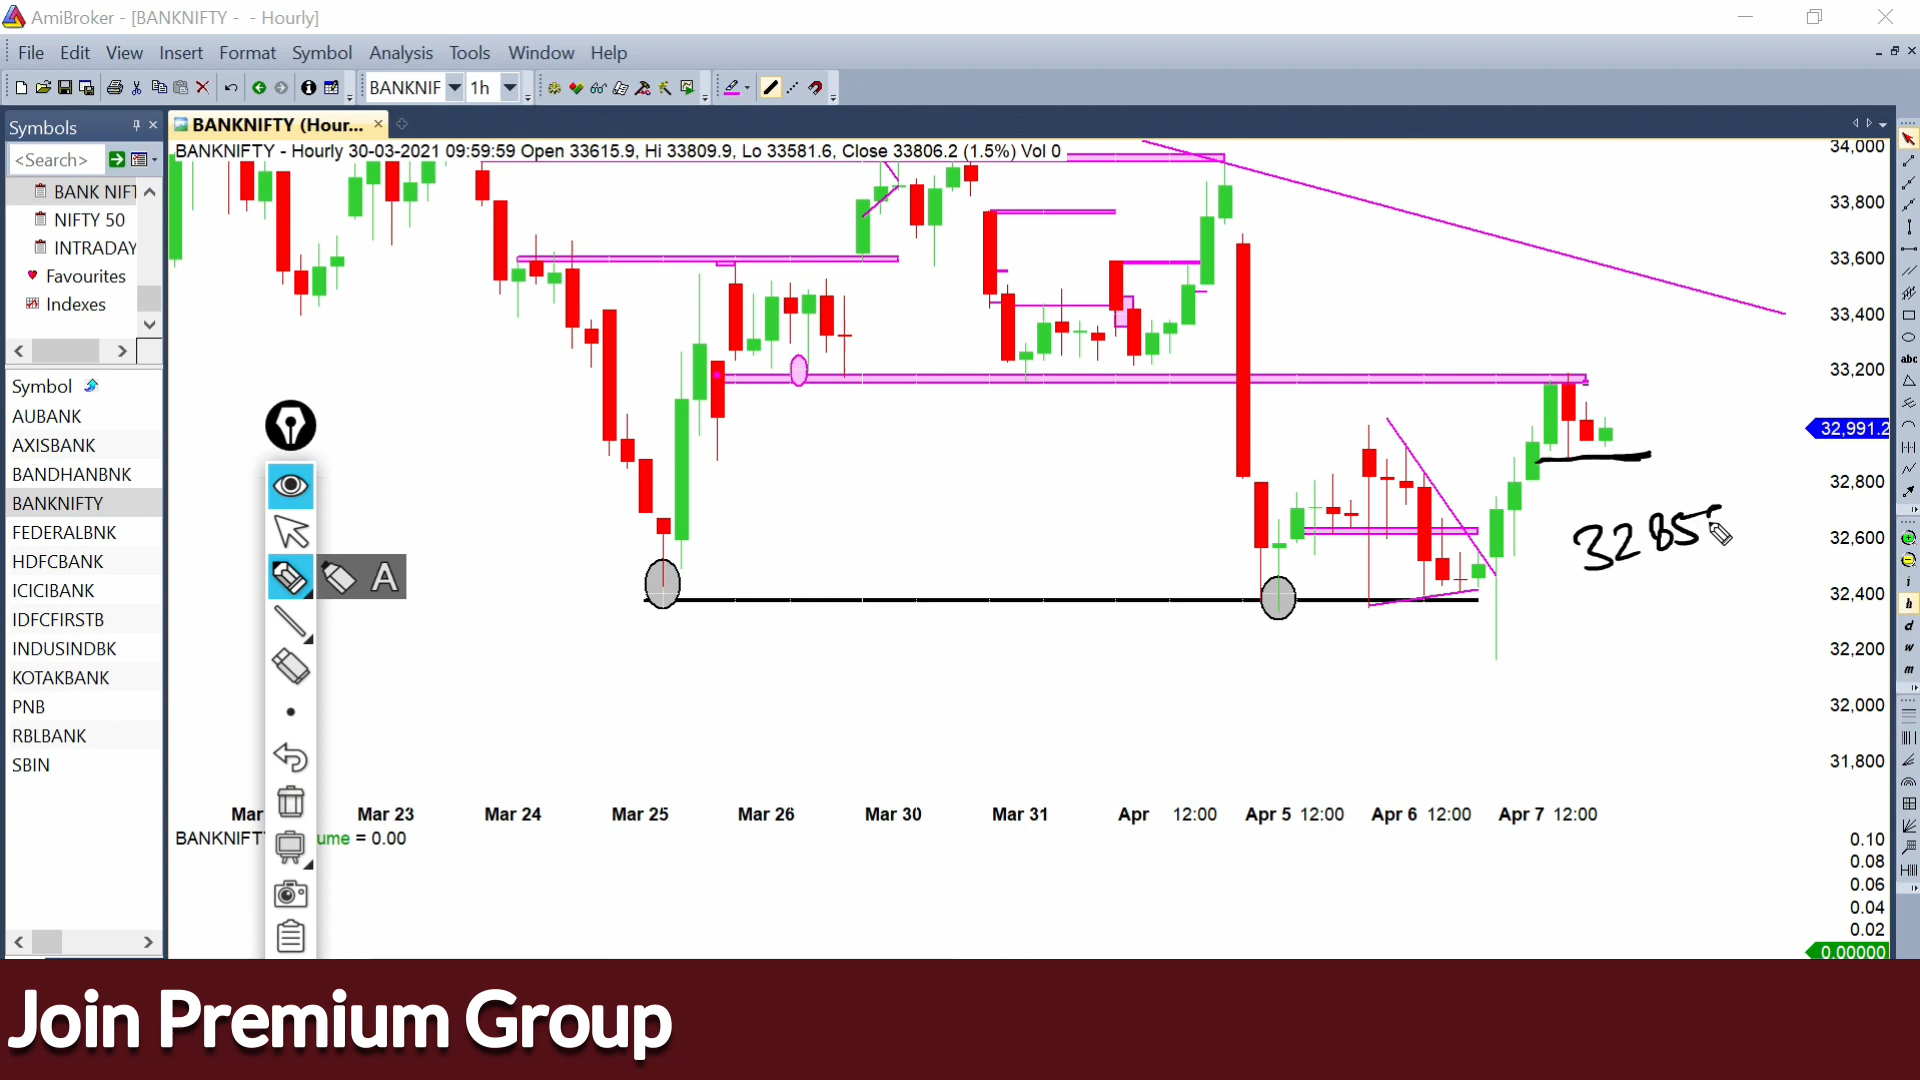 AmiBroker - [BANKNIFTY - - Hourly]
File Edit View Insert Format Symbol Analysis Tools Window Help
BANKNIF 1h
Symbols
BANKNIFTY (Hour...
<Search>
BANKNIFTY - Hourly 30-03-2021 09:59:59 Open 33615.9, Hi 33809.9, Lo 33581.6, Close 33806.2 (1.5%) Vol 0
BANK NIFT
NIFTY 50
INTRADAY
Favourites
Indexes
Symbol
AUBANK
AXISBANK
BANDHANBNK
BANKNIFTY
FEDERALBNK
HDFCBANK
ICICIBANK
IDFCFIRSTB
INDUSINDBK
KOTAKBANK
PNB
RBLBANK
SBIN
A
34,000
33,800
33,600
33,400
33,200
32,991.2
32,800
32,600
32,400
32,200
32,000
31,800
abc
i
h
d
w
m
Mar Mar 23 Mar 24 Mar 25 Mar 26 Mar 30 Mar 31 Apr 12:00 Apr 5 12:00 Apr 6 12:00 Apr 7 12:00
BANKNIFT ume = 0.00
0.10
0.08
0.06
0.04
0.02
0.00000
Join Premium Group